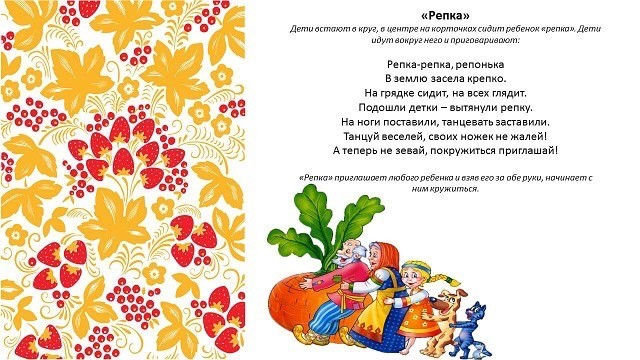 «Репка»
Дети встают в круг, в центре на корточках сидит ребенок «репка». Дети
идут вокруг него и приговаривают:
Репка-репка, репонька
В землю засела крепко.
На грядке сидит, на всех глядит.
Подошли детки – вытянули репку.
На ноги поставили, танцевать заставили.
Танцуй веселей, своих ножек не жалей!
А теперь не зевай, покружиться приглашай!
«Репка» приглашает любого ребенка и взяв его за обе руки, начинает с
ним кружиться.